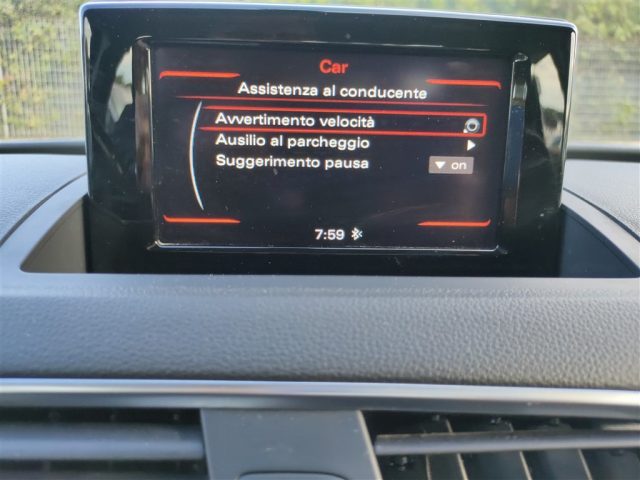 Car
Assistenza al conducente
Avvertimento velocità
Ausilio al parcheggio
Suggerimento pausa
on
7:59